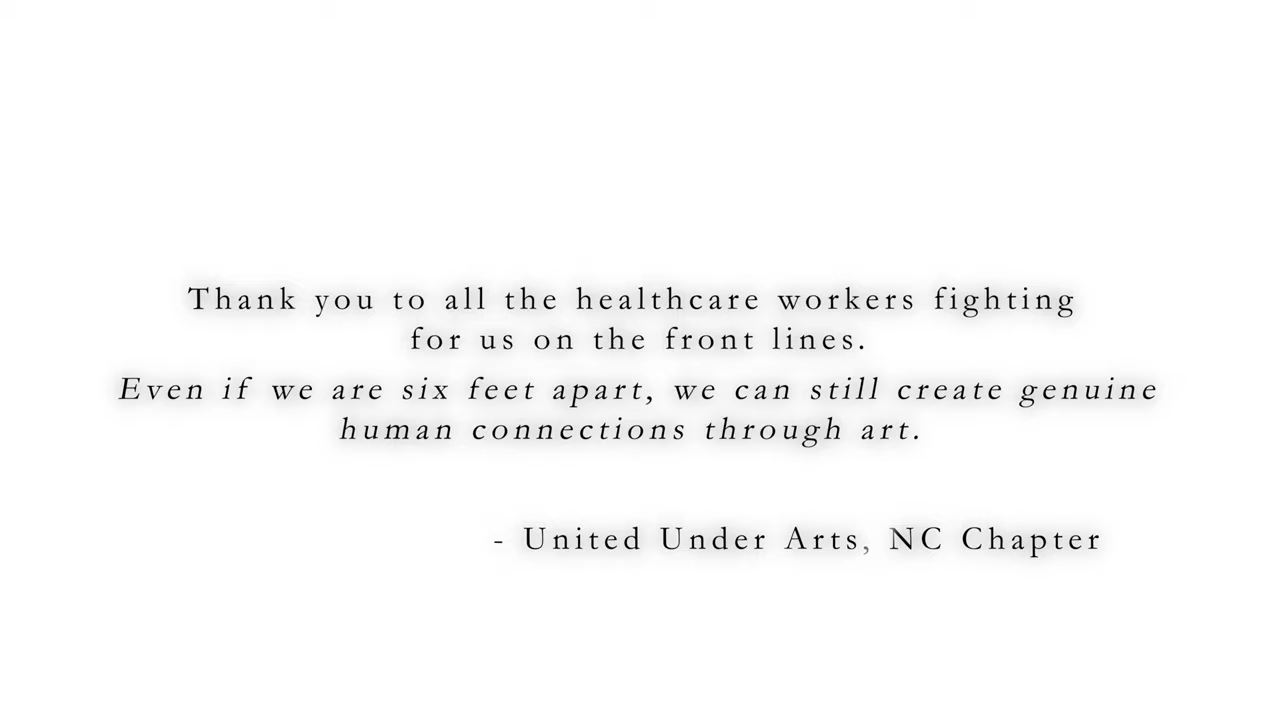 Thank you to all the healthcare workers fighting
for us on the front lines.
Even if we are six feet apart, we can still create genuine
human connections through art.
- United Under Arts, NC Chapter